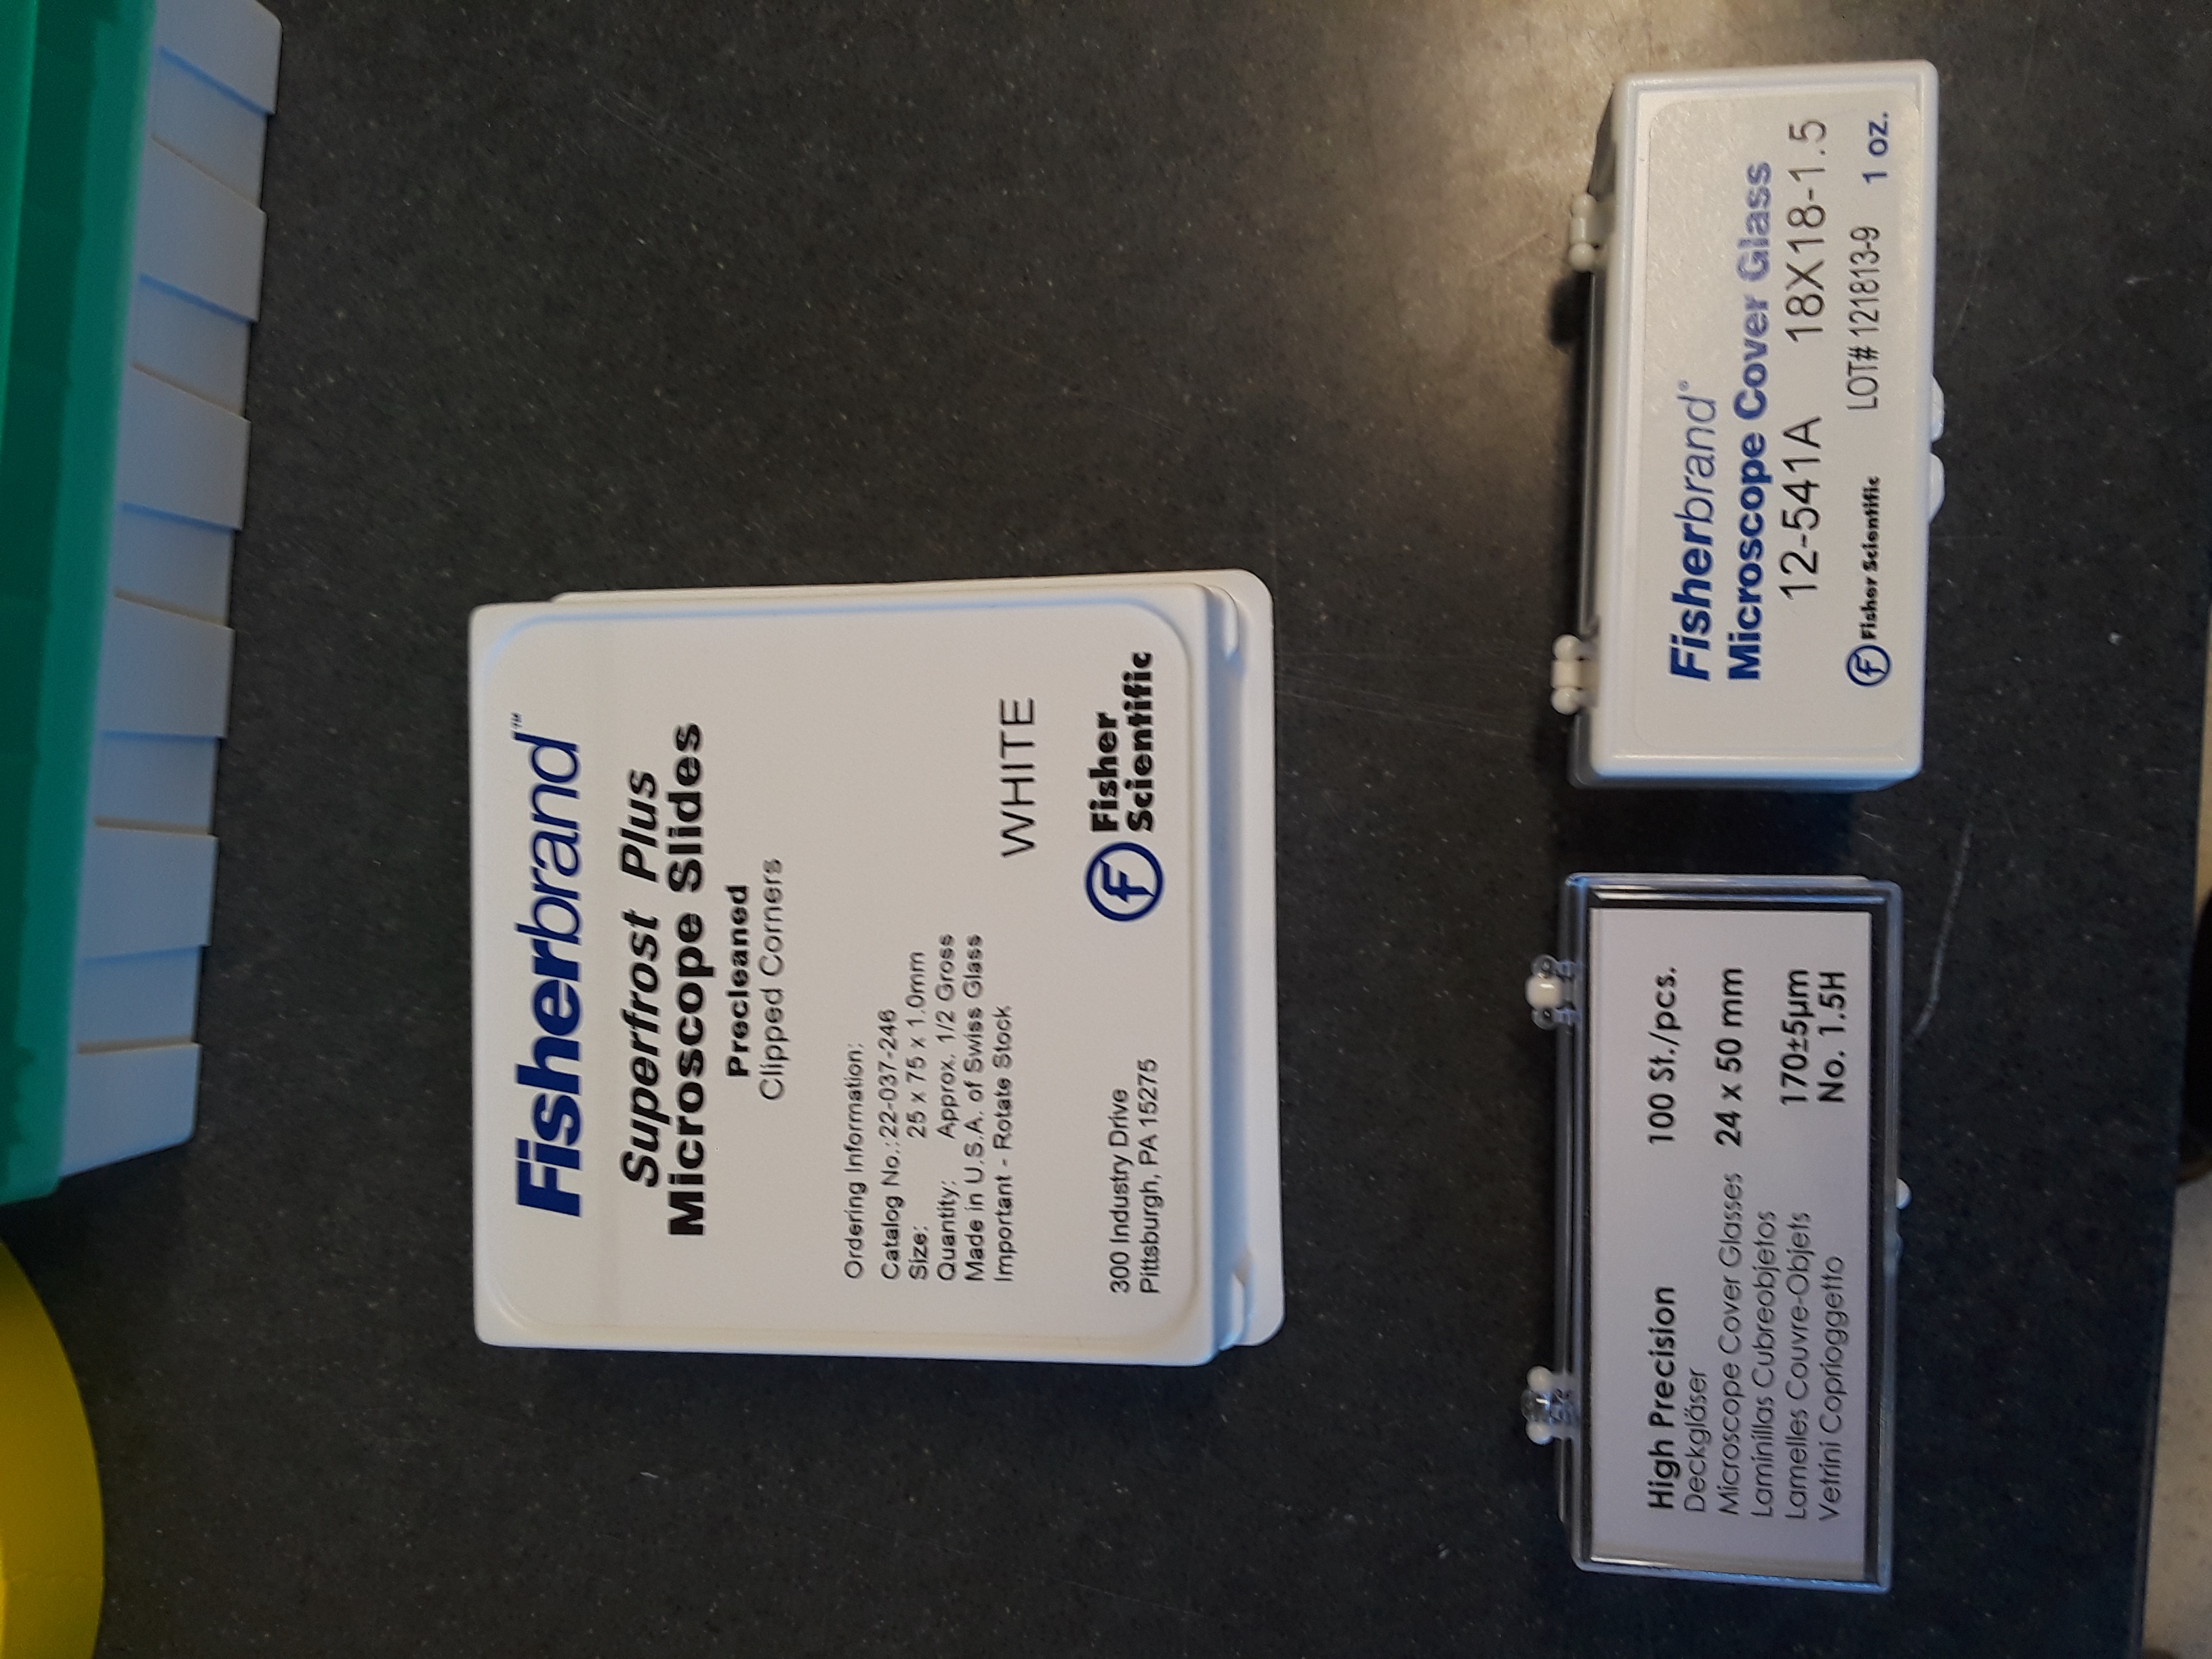 Fisherbrand™
Superfrost Plus
Microscope Slides
Precleaned
Clipped Corners
Ordering Information:
Catalog No.: 22-037-246
Size: 25 x 75 x 1.0mm
Quantity: Approx. 1/2 Gross
Made in U.S.A. of Swiss Glass
Important - Rotate Stock
WHITE
300 Industry Drive
Pittsburgh, PA 15275
Fisher
Scientific
High Precision 100 St./pcs.
Deckgläser
Microscope Cover Glasses 24 x 50 mm
Laminillas Cubreobjetos
Lamelles Couvre-Objets 170±5µm
Vetrini Coprioggetto No. 1.5H
Fisherbrand®
Microscope Cover Glass
12-541A 18X18-1.5
Fisher Scientific LOT# 121813-9 1 oz.